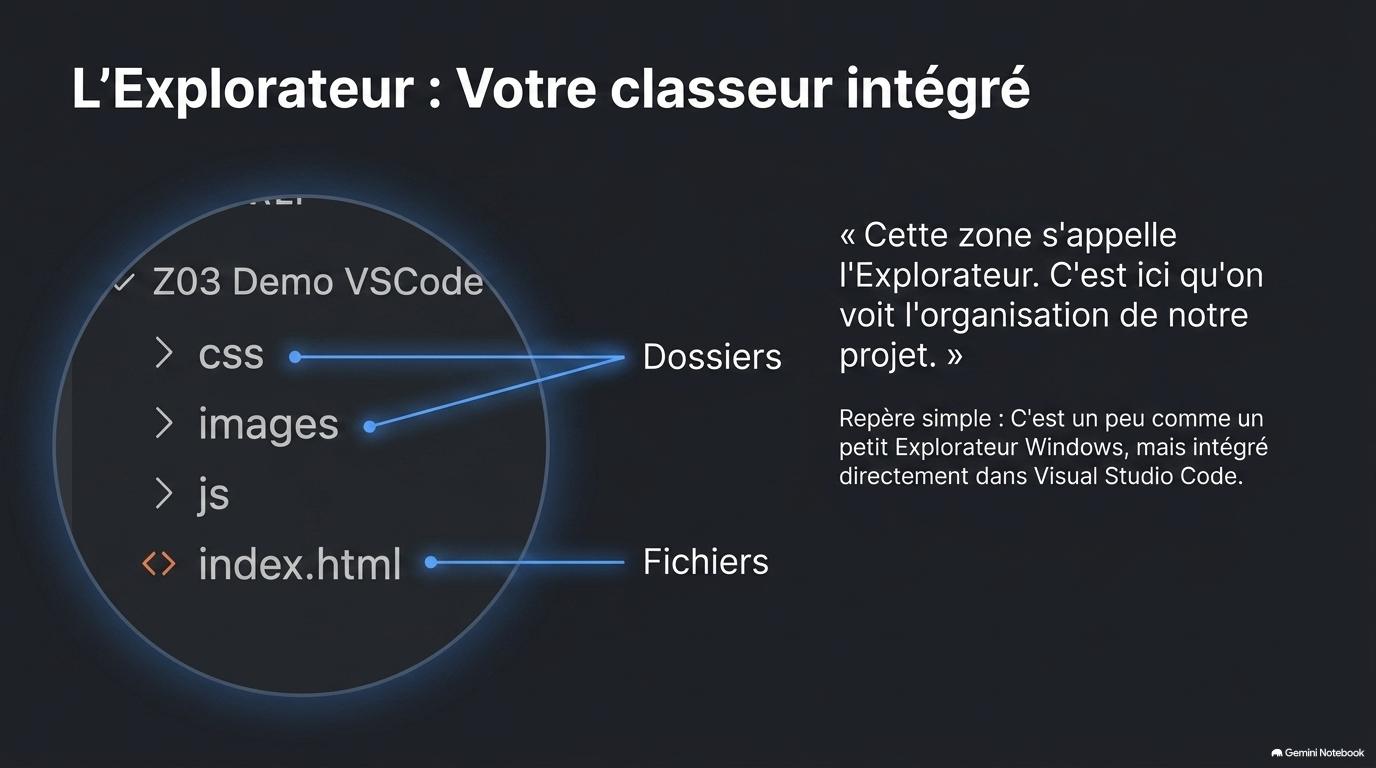 L’Explorateur : Votre classeur intégré
Z03 Demo VSCode
css
images
js
index.html
Dossiers
Fichiers
« Cette zone s'appelle
l'Explorateur. C'est ici qu'on
voit l'organisation de notre
projet. »
Repère simple : C'est un peu comme un
petit Explorateur Windows, mais intégré
directement dans Visual Studio Code.
Gemini Notebook